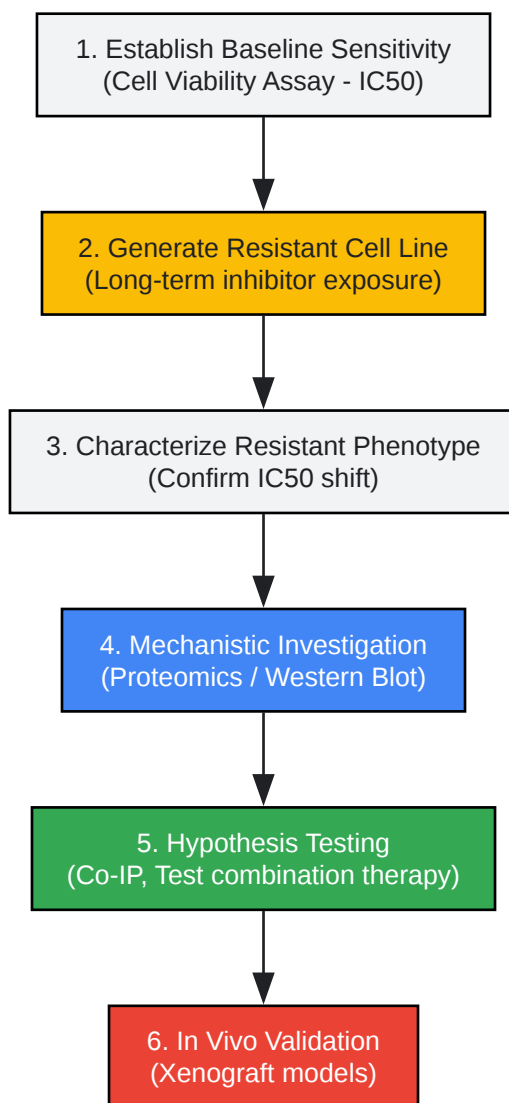 1. Establish Baseline Sensitivity
(Cell Viability Assay - IC50)
2. Generate Resistant Cell Line
(Long-term inhibitor exposure)
3. Characterize Resistant Phenotype
(Confirm IC50 shift)
4. Mechanistic Investigation
(Proteomics / Western Blot)
5. Hypothesis Testing
(Co-IP, Test combination therapy)
6. In Vivo Validation
(Xenograft models)